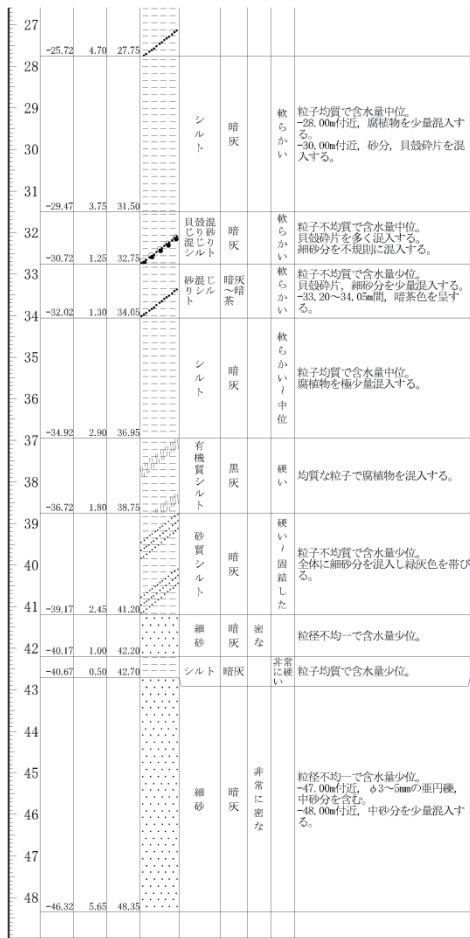 27
-25.72 4.70 27.75
28
29
30
31
-29.47 3.75 31.50
シルト
暗灰
軟らかい
粒子均質で含水量中位。
-28.00m付近，腐植物を少量混入する。
-30.00m付近，砂分，貝殻砕片を混入する。
32
-30.72 1.25 32.75
貝殻混じり砂混じりシルト
暗灰
軟らかい
粒子不均質で含水量中位。
貝殻砕片を多く混入する。
細砂分を不規則に混入する。
33
34
-32.02 1.30 34.05
砂混じりシルト
暗灰～暗茶
軟らかい
粒子不均質で含水量少位。
貝殻砕片，細砂分を少量混入する。
-33.20～34.05m間，暗茶色を呈する。
35
36
-34.92 2.90 36.95
シルト
暗灰
軟らかい～中位
粒子均質で含水量中位。
腐植物を極少量混入する。
37
38
-36.72 1.80 38.75
有機質シルト
黒灰
硬い
均質な粒子で腐植物を混入する。
39
40
41
-39.17 2.45 41.20
砂質シルト
暗灰
硬い～固結した
粒子不均質で含水量少位。
全体に細砂分を混入し緑灰色を帯びる。
42
-40.17 1.00 42.20
細砂
暗灰
密な
粒径不均一で含水量少位。
-40.67 0.50 42.70
シルト
暗灰
非常に硬い
粒子均質で含水量少位。
43
44
45
46
47
48
-46.32 5.65 48.35
細砂
暗灰
非常に密な
粒径不均一で含水量少位。
-47.00m付近，φ3～5mmの亜円礫，中砂分を含む。
-48.00m付近，中砂分を少量混入する。